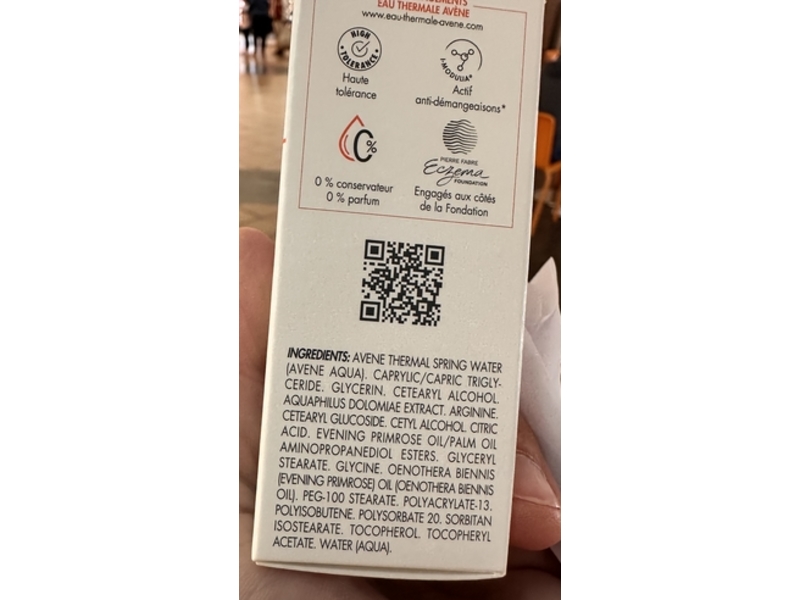 EAU THERMALE AVÈNE
www.eau-thermale-avene.com
HIGH
TOLERANCE
I-MODULIA*
Haute
tolérance
Actif
anti-démangeaisons*
0%
PIERRE FABRE
Eczema
FOUNDATION
0 % conservateur
0 % parfum
Engagés aux côtés
de la Fondation
INGREDIENTS: AVENE THERMAL SPRING WATER
(AVENE AQUA). CAPRYLIC/CAPRIC TRIGLY-
CERIDE. GLYCERIN. CETEARYL ALCOHOL.
AQUAPHILUS DOLOMIAE EXTRACT. ARGININE.
CETEARYL GLUCOSIDE. CETYL ALCOHOL. CITRIC
ACID. EVENING PRIMROSE OIL/PALM OIL
AMINOPROPANEDIOL ESTERS. GLYCERYL
STEARATE. GLYCINE. OENOTHERA BIENNIS
(EVENING PRIMROSE) OIL (OENOTHERA BIENNIS
OIL). PEG-100 STEARATE. POLYACRYLATE-13.
POLYISOBUTENE. POLYSORBATE 20. SORBITAN
ISOSTEARATE. TOCOPHEROL. TOCOPHERYL
ACETATE. WATER (AQUA).